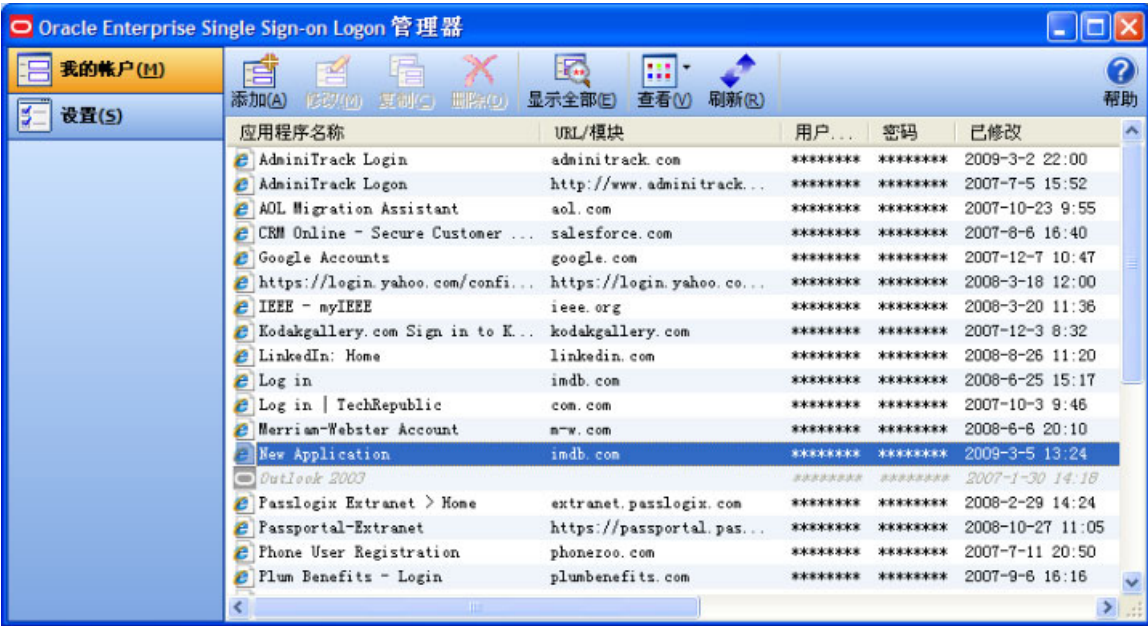 Oracle Enterprise Single Sign-on Logon 管理器
我的帐户(M)
设置(S)
添加(A) 修改(M) 复制(C) 删除(D) 显示全部(E) 查看(V) 刷新(R) 帮助
应用程序名称 URL/模块 用户... 密码 已修改
AdminiTrack Login adminitrack.com ******** ******** 2009-3-2 22:00
AdminiTrack Logon http://www.adminitrack... ******** ******** 2007-7-5 15:52
AOL Migration Assistant aol.com ******** ******** 2007-10-23 9:55
CRM Online - Secure Customer ... salesforce.com ******** ******** 2007-8-6 16:40
Google Accounts google.com ******** ******** 2007-12-7 10:47
https://login.yahoo.com/confi... https://login.yahoo.co... ******** ******** 2008-3-18 12:00
IEEE - myIEEE ieee.org ******** ******** 2008-3-20 11:36
Kodakgallery.com Sign in to K... kodakgallery.com ******** ******** 2007-12-3 8:32
LinkedIn: Home linkedin.com ******** ******** 2008-8-26 11:20
Log in imdb.com ******** ******** 2008-6-25 15:17
Log in | TechRepublic com.com ******** ******** 2007-10-3 9:46
Merriam-Webster Account m-w.com ******** ******** 2008-6-6 20:10
New Application imdb.com ******** ******** 2009-3-5 13:24
Outlook 2003 ******** ******** 2007-1-30 14:18
Passlogix Extranet > Home extranet.passlogix.com ******** ******** 2008-2-29 14:24
Passportal-Extranet https://passportal.pas... ******** ******** 2008-10-27 11:05
Phone User Registration phonezoo.com ******** ******** 2007-7-11 20:50
Plum Benefits - Login plumbenefits.com ******** ******** 2007-9-6 16:16